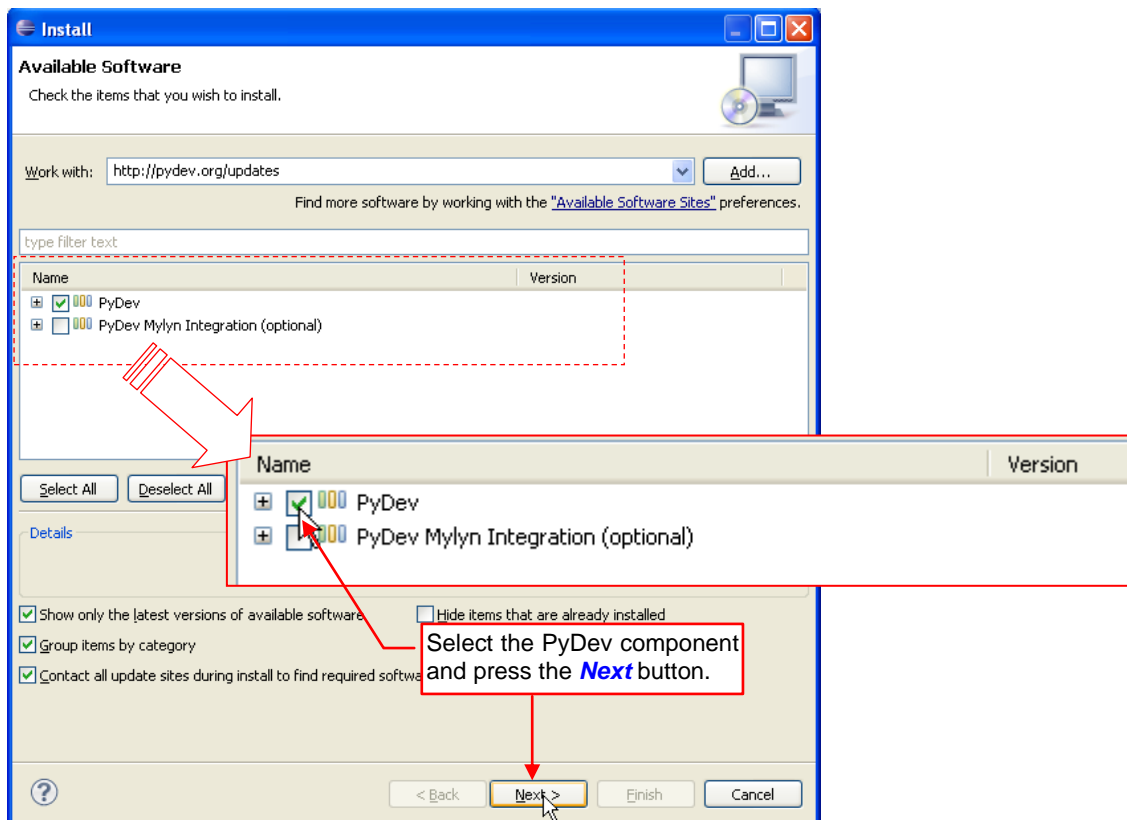 Install
Available Software
Check the items that you wish to install.
Work with: http://pydev.org/updates Add...
Find more software by working with the "Available Software Sites" preferences.
type filter text
Name Version
PyDev
PyDev Mylyn Integration (optional)
Name Version
PyDev
PyDev Mylyn Integration (optional)
Select All Deselect All
Details
Show only the latest versions of available software Hide items that are already installed
Group items by category
Contact all update sites during install to find required
Select the PyDev component
and press the Next button.
< Back Next > Finish Cancel